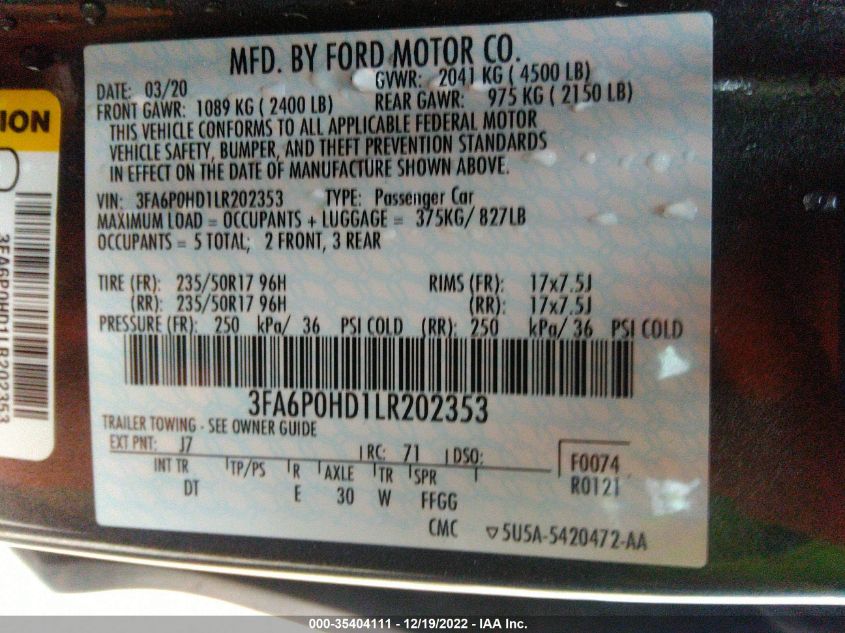 MFD. BY FORD MOTOR CO.
DATE: 03/20 GVWR: 2041 KG ( 4500 LB)
FRONT GAWR: 1089 KG ( 2400 LB) REAR GAWR: 975 KG ( 2150 LB)
THIS VEHICLE CONFORMS TO ALL APPLICABLE FEDERAL MOTOR
VEHICLE SAFETY, BUMPER, AND THEFT PREVENTION STANDARDS
IN EFFECT ON THE DATE OF MANUFACTURE SHOWN ABOVE.
VIN: 3FA6P0HD1LR202353 TYPE: Passenger Car
MAXIMUM LOAD = OCCUPANTS + LUGGAGE = 375KG/ 827LB
OCCUPANTS = 5 TOTAL; 2 FRONT, 3 REAR
TIRE (FR): 235/50R17 96H RIMS (FR): 17x7.5J
(RR): 235/50R17 96H (RR): 17x7.5J
PRESSURE (FR): 250 kPa/ 36 PSI COLD (RR): 250 kPa/ 36 PSI COLD
3FA6P0HD1LR202353
TRAILER TOWING - SEE OWNER GUIDE
EXT PNT: J7 RC: 71 DSO:
INT TR TP/PS R AXLE TR SPR
DT E 30 W FFGG
F0074
R0121
CMC ▽5U5A-5420472-AA
ION
3FA6P0HD1LR202353
000-35404111 - 12/19/2022 - IAA Inc.